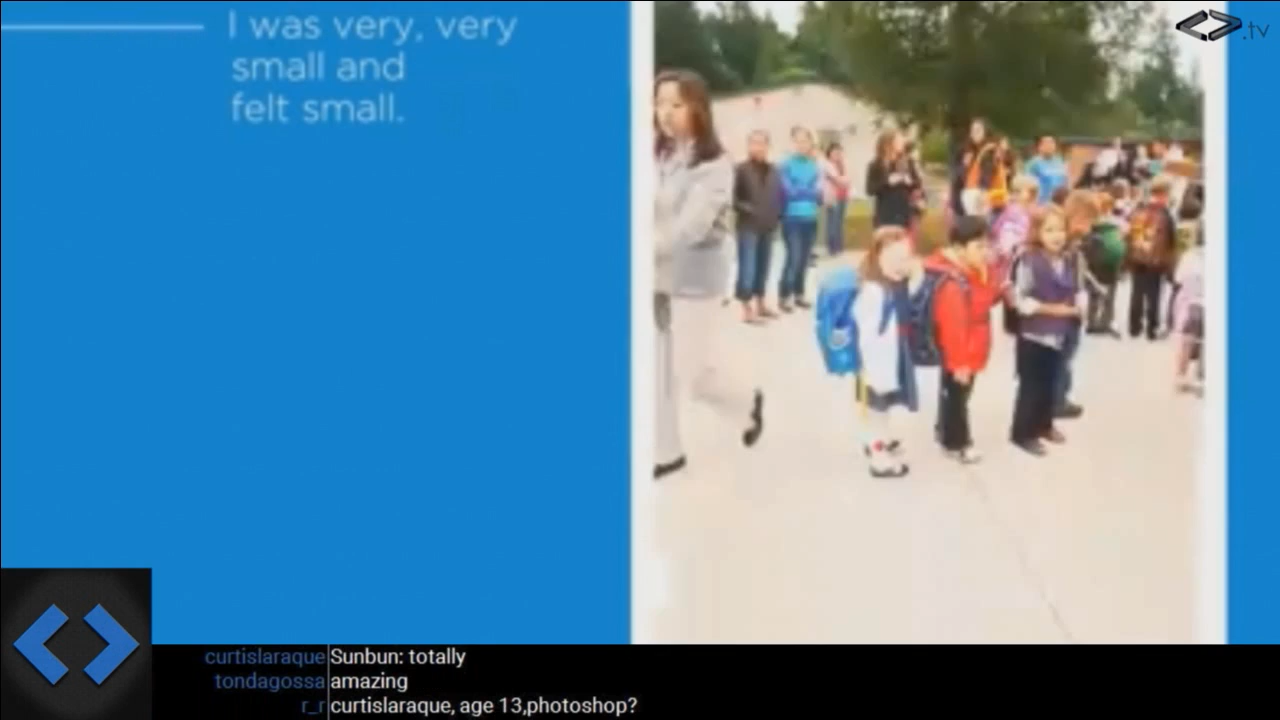 I was very, very
small and
felt small.
.tv
curtislaraque Sunbun: totally
tondagossa amazing
r_r curtislaraque, age 13,photoshop?